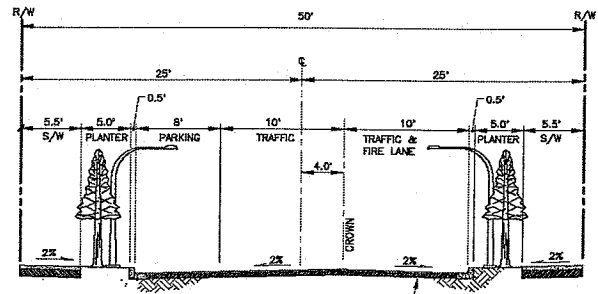 R/W R/W
50'
℄
25' 25'
0.5' 0.5'
5.5' 5.0' 8' 10' 10' 5.0' 5.5'
S/W PLANTER PARKING TRAFFIC TRAFFIC & PLANTER S/W
FIRE LANE
4.0'
CROWN
2% 2% 2% 2%